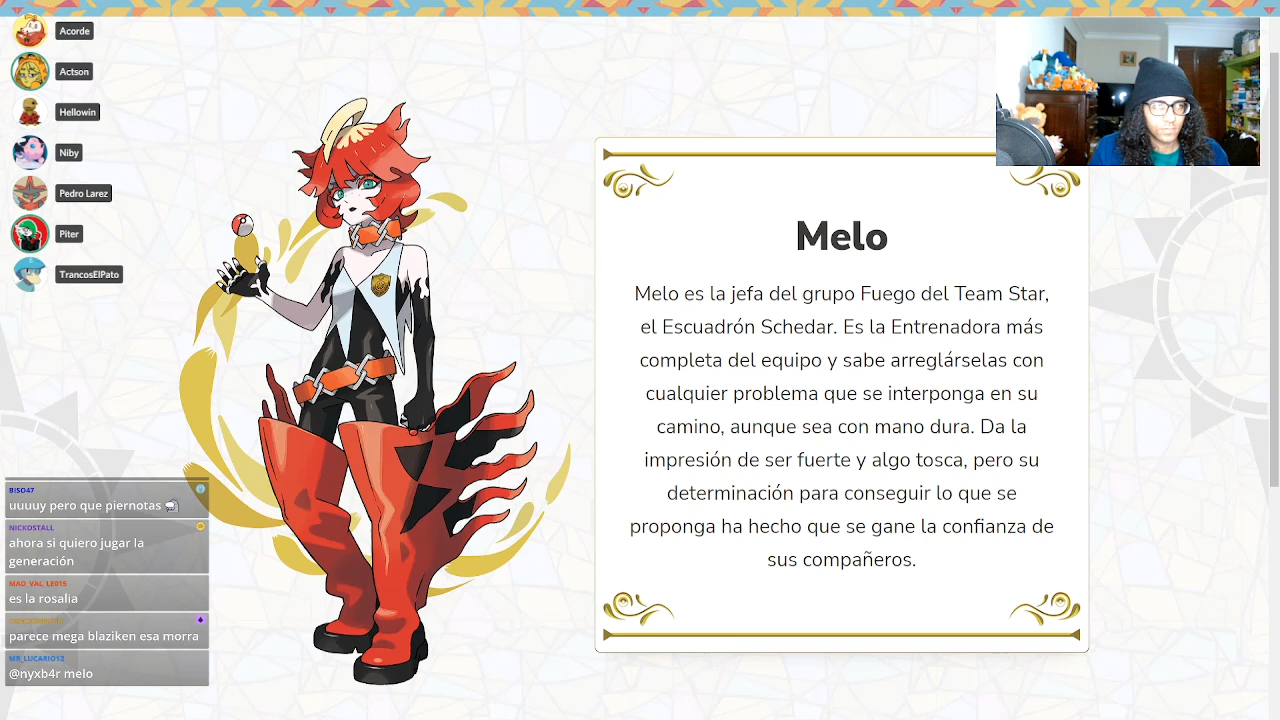 Acorde
Actson
Hellowin
Niby
Pedro Larez
Piter
TrancosElPato
BISO47
uuuuy pero que piernotas
NICKOSTALL
ahora si quiero jugar la
generación
MAD_VAL_LE015
es la rosalia
parece mega blaziken esa morra
MR_LUCARIO12
@nyxb4r melo
Melo
Melo es la jefa del grupo Fuego del Team Star,
el Escuadrón Schedar. Es la Entrenadora más
completa del equipo y sabe arreglárselas con
cualquier problema que se interponga en su
camino, aunque sea con mano dura. Da la
impresión de ser fuerte y algo tosca, pero su
determinación para conseguir lo que se
proponga ha hecho que se gane la confianza de
sus compañeros.